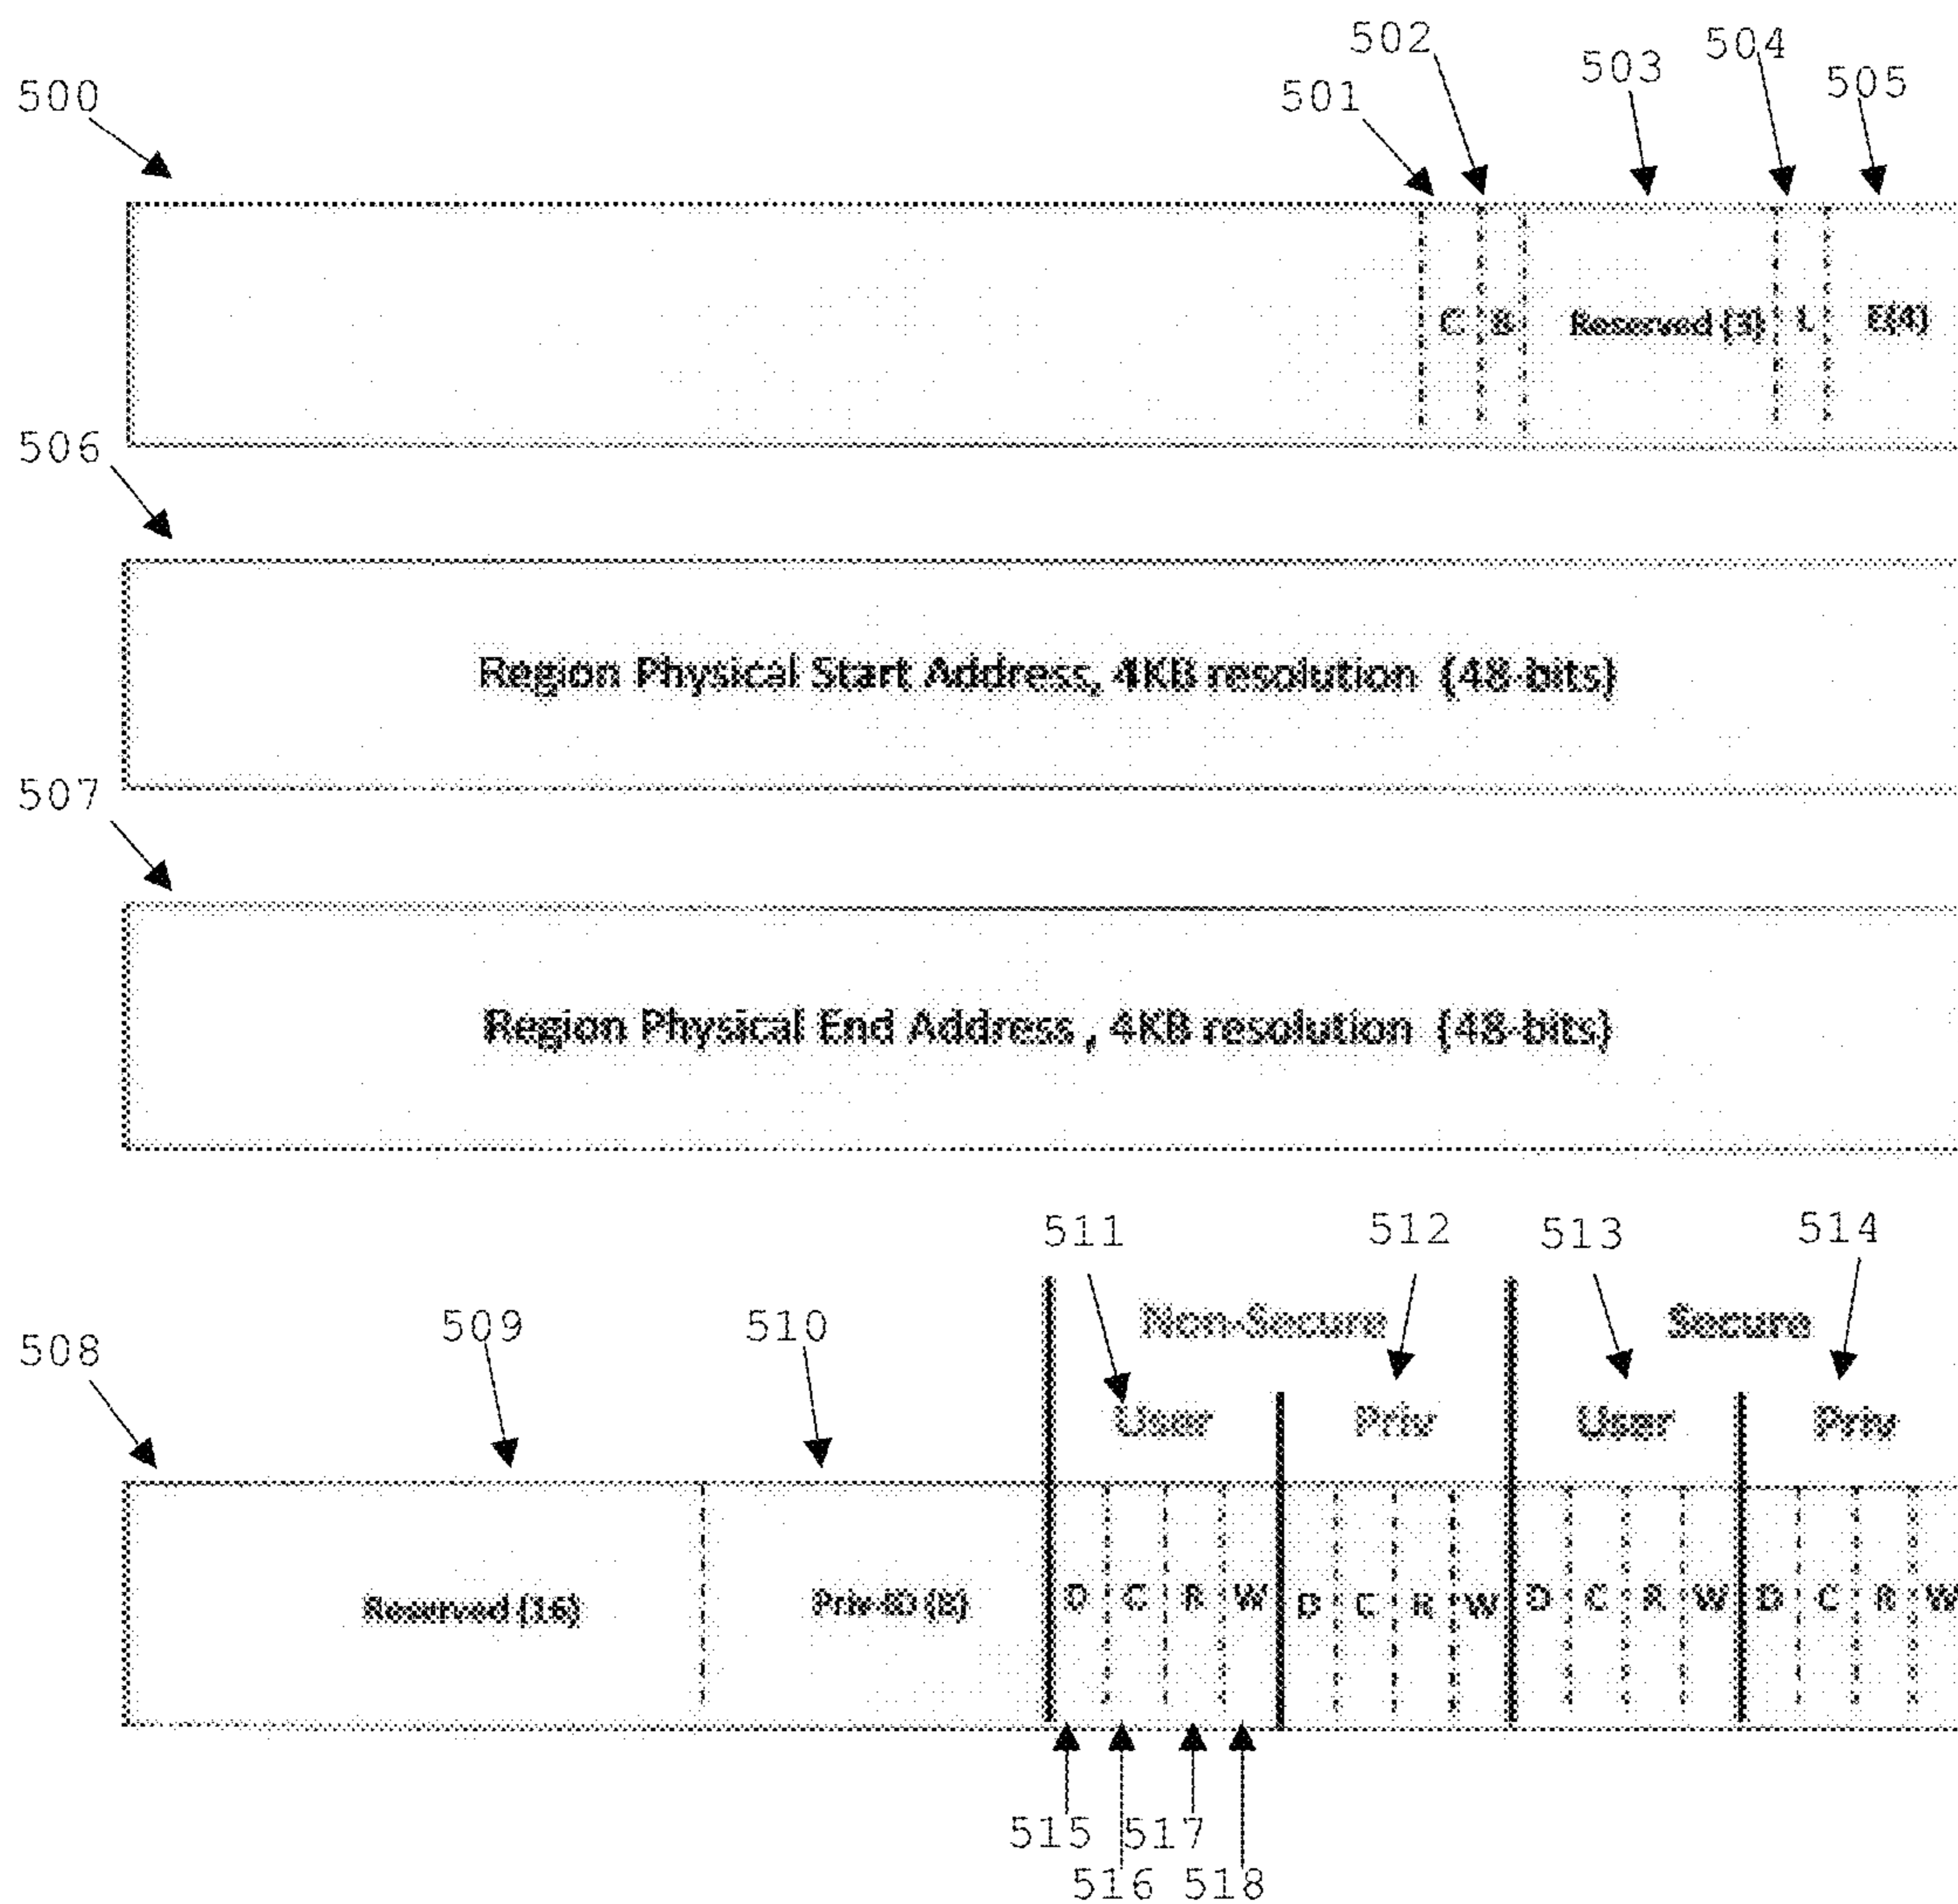 502 504
503
500 501 505
C B Reserved (3) L E(4)
506
Region Physical Start Address, 4KB resolution (48-bits)
507
Region Physical End Address , 4KB resolution (48-bits)
511 512 513 514
508 509 510 Non-Secure Secure
User Priv User Priv
Reserved (16) Priv-ID (8) D C R W D C R W D C R W D C R W
515 517
516 518